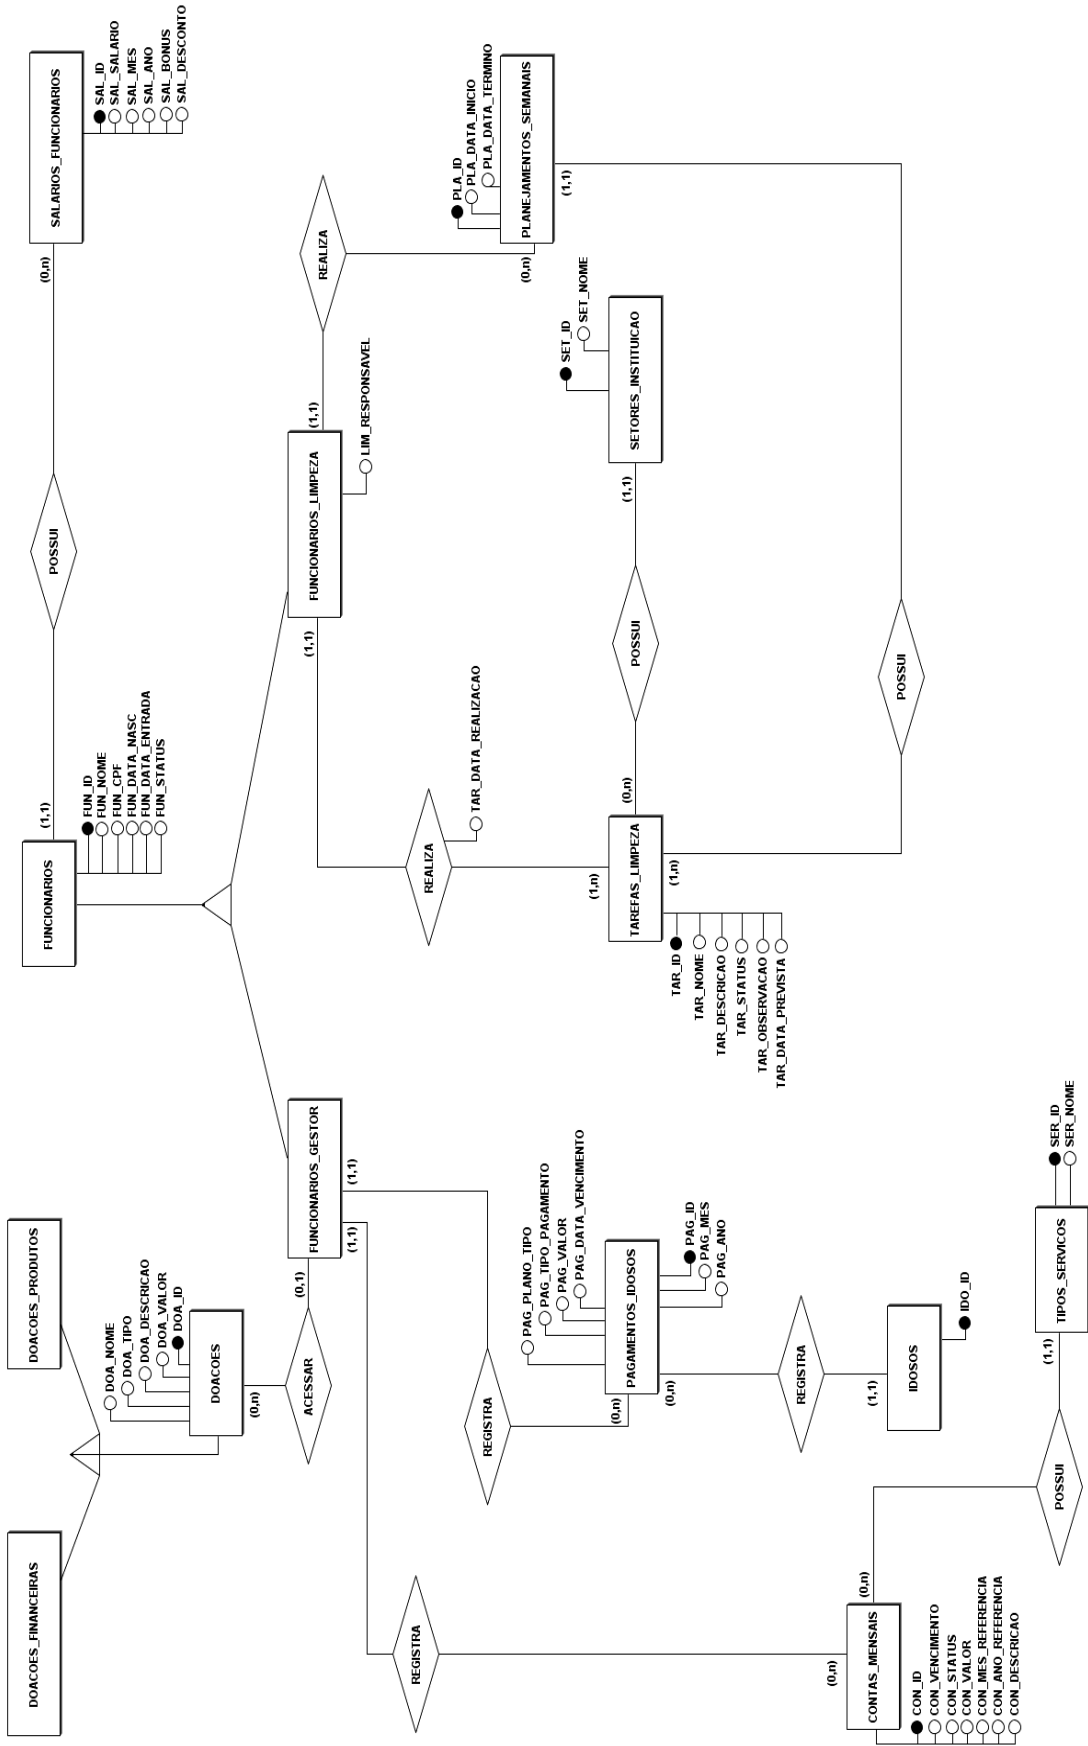 DOACOES_FINANCEIRAS
DOACOES_PRODUTOS
DOA_NOME
DOA_TIPO
DOA_DESCRICAO
DOA_VALOR
DOA_ID
DOACOES
(0,n)
ACESSAR
(0,1)
FUNCIONARIOS_GESTOR
(1,1)
(1,1)
REGISTRA
(0,n)
CONTAS_MENSAIS
CON_ID
CON_VENCIMENTO
CON_STATUS
CON_VALOR
CON_MES_REFERENCIA
CON_ANO_REFERENCIA
CON_DESCRICAO
(0,n)
POSSUI
(1,1)
TIPOS_SERVICOS
SER_ID
SER_NOME
REGISTRA
(0,n)
PAG_PLANO_TIPO
PAG_TIPO_PAGAMENTO
PAG_VALOR
PAG_DATA_VENCIMENTO
PAGAMENTOS_IDOSOS
PAG_ID
PAG_MES
PAG_ANO
(0,n)
REGISTRA
(1,1)
IDOSOS
IDO_ID
FUNCIONARIOS
FUN_ID
FUN_NOME
FUN_CPF
FUN_DATA_NASC
FUN_DATA_ENTRADA
FUN_STATUS
(1,1)
POSSUI
(0,n)
SALARIOS_FUNCIONARIOS
SAL_ID
SAL_SALARIO
SAL_MES
SAL_ANO
SAL_BONUS
SAL_DESCONTO
FUNCIONARIOS_LIMPEZA
LIM_RESPONSAVEL
(1,1)
REALIZA
(0,n)
PLA_ID
PLA_DATA_INICIO
PLA_DATA_TERMINO
PLANEJAMENTOS_SEMANAIS
(1,1)
(1,1)
REALIZA
TAR_DATA_REALIZACAO
(1,n)
TAREFAS_LIMPEZA
TAR_ID
TAR_NOME
TAR_DESCRICAO
TAR_STATUS
TAR_OBSERVACAO
TAR_DATA_PREVISTA
(0,n)
POSSUI
(1,1)
SETORES_INSTITUICAO
SET_ID
SET_NOME
(1,n)
POSSUI